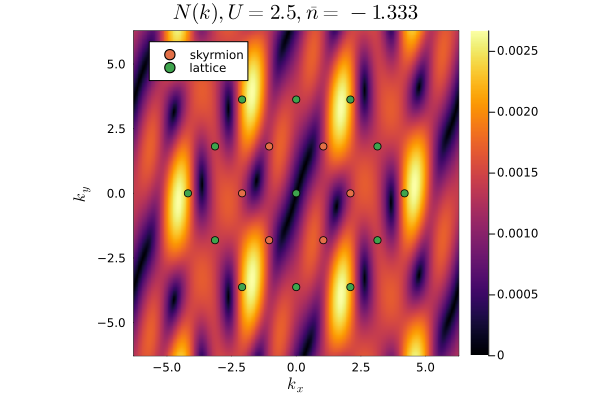 N(k), U = 2.5, n̄ = −1.333
skyrmion
lattice
5.0
2.5
0.0
−2.5
−5.0
k_y
−5.0 −2.5 0.0 2.5 5.0
k_x
0.0025
0.0020
0.0015
0.0010
0.0005
0